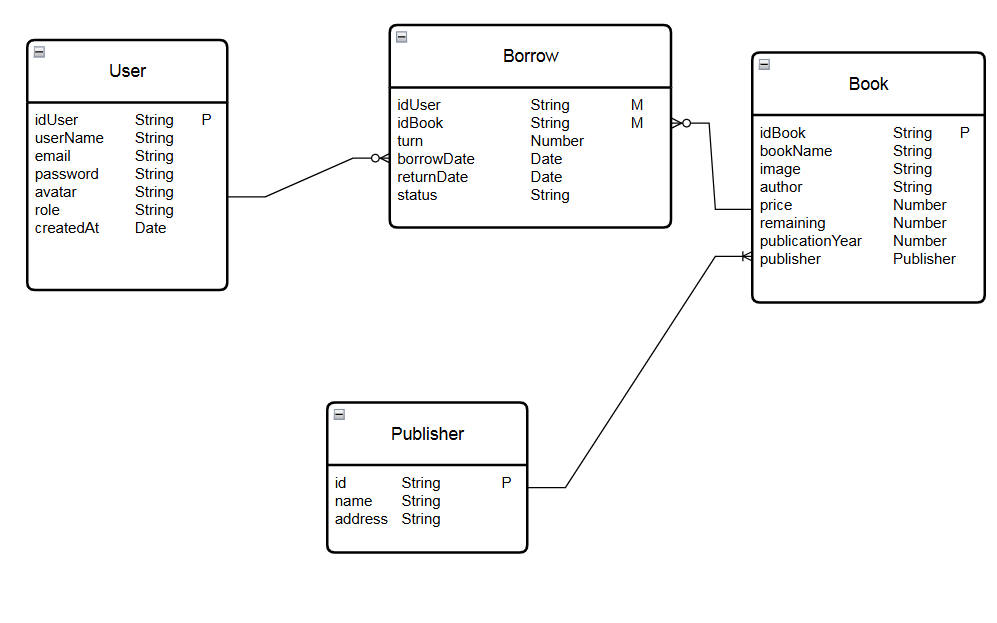 User
idUser String P
userName String
email String
password String
avatar String
role String
createdAt Date
Borrow
idUser String M
idBook String M
turn Number
borrowDate Date
returnDate Date
status String
Book
idBook String P
bookName String
image String
author String
price Number
remaining Number
publicationYear Number
publisher Publisher
Publisher
id String P
name String
address String